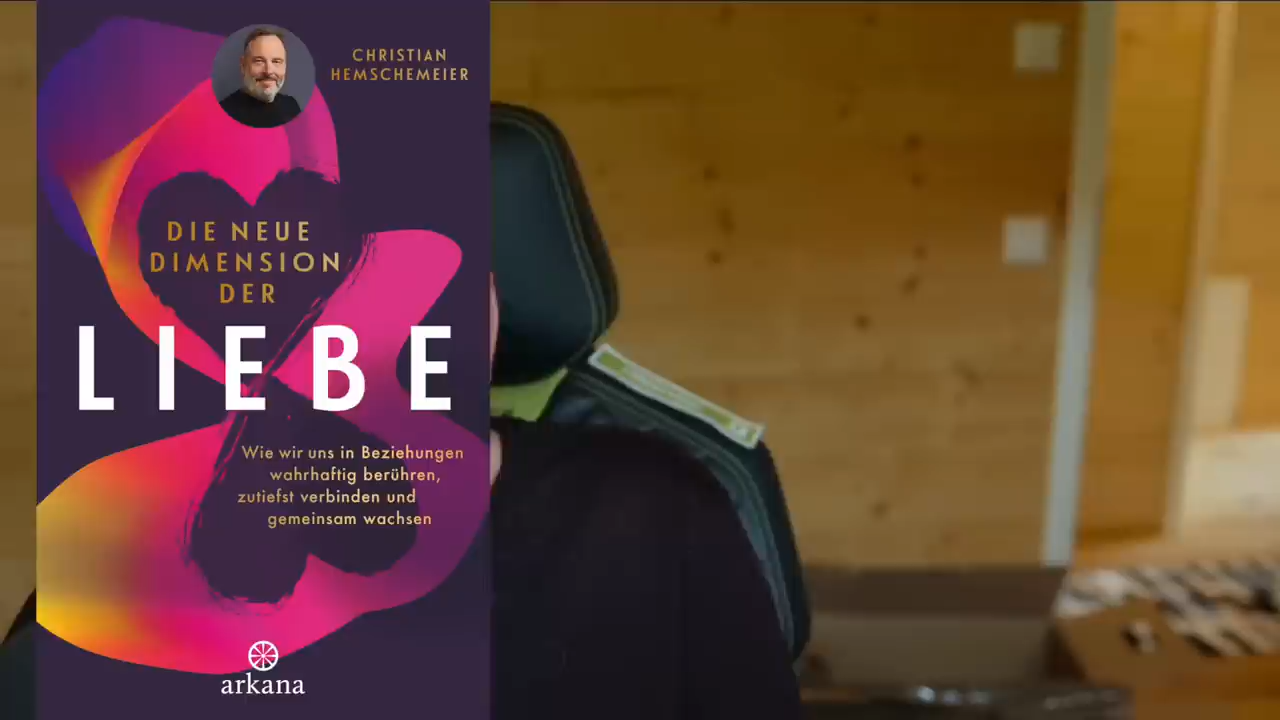 CHRISTIAN
HEMSCHEMEIER
DIE NEUE
DIMENSION
DER
LIEBE
Wie wir uns in Beziehungen
wahrhaftig berühren,
zutiefst verbinden und
gemeinsam wachsen
arkana